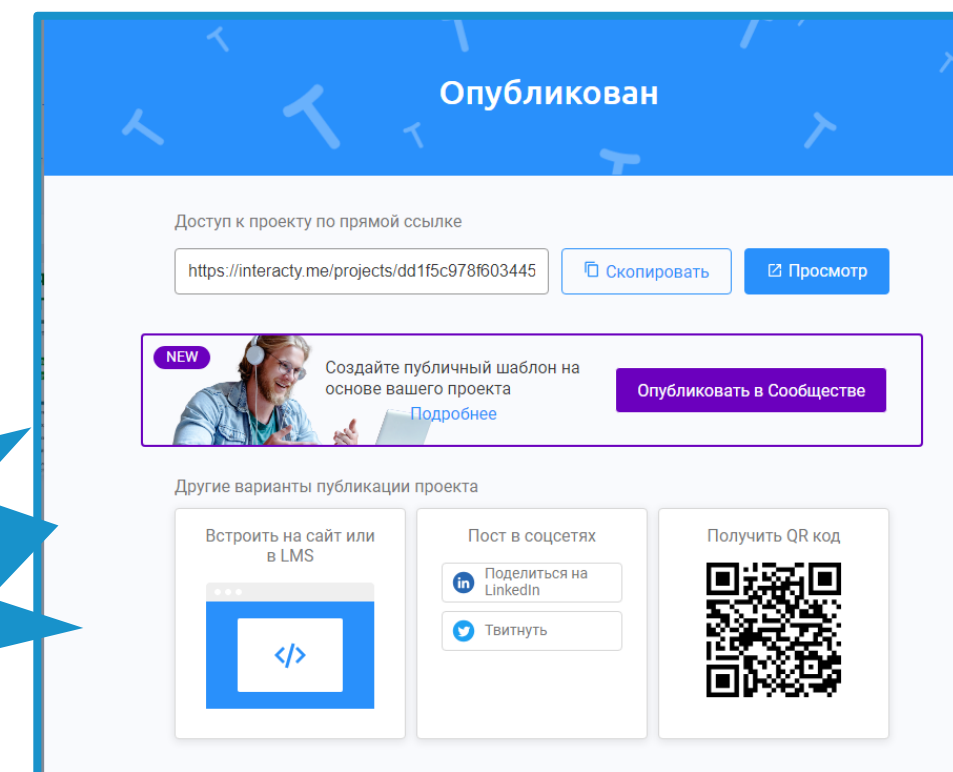 Опубликован
Доступ к проекту по прямой ссылке
https://interacty.me/projects/dd1f5c978f603445
Скопировать
Просмотр
NEW
Создайте публичный шаблон на
основе вашего проекта
Подробнее
Опубликовать в Сообществе
Другие варианты публикации проекта
Встроить на сайт или
в LMS
</>
Пост в соцсетях
in
Поделиться на
LinkedIn
Твитнуть
Получить QR код